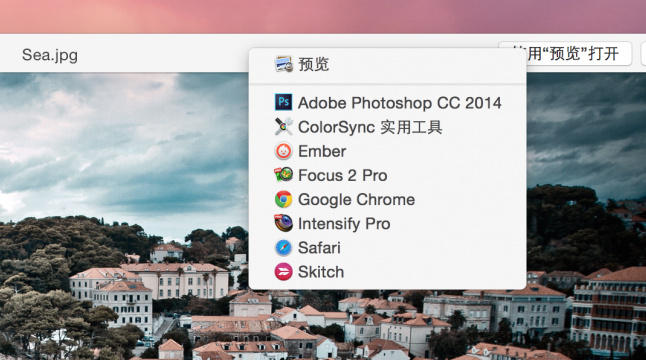 Sea.jpg
用“预览”打开
预览
Adobe Photoshop CC 2014
ColorSync 实用工具
Ember
Focus 2 Pro
Google Chrome
Intensify Pro
Safari
Skitch